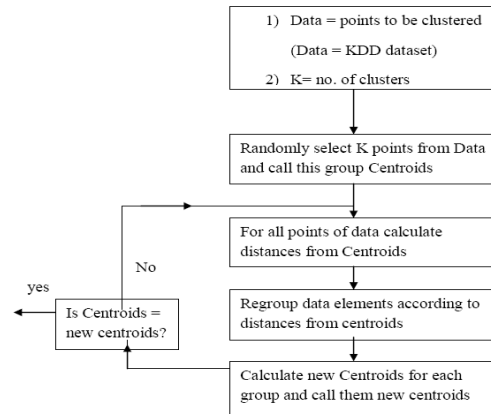 1) Data = points to be clustered
(Data = KDD dataset)
2) K= no. of clusters
Randomly select K points from Data
and call this group Centroids
For all points of data calculate
distances from Centroids
Regroup data elements according to
distances from centroids
Calculate new Centroids for each
group and call them new centroids
Is Centroids =
new centroids?
No
yes